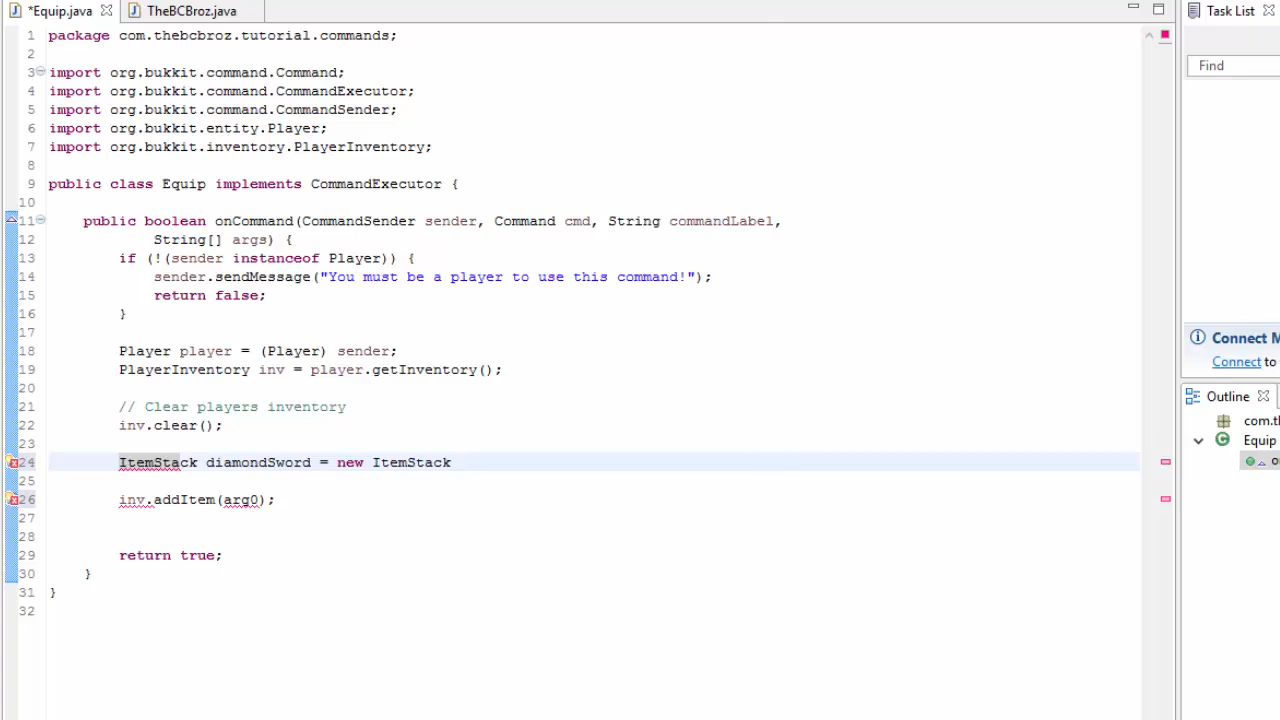 *Equip.java
TheBCBroz.java
Task List
1 package com.thebcbroz.tutorial.commands;
2
3 import org.bukkit.command.Command;
4 import org.bukkit.command.CommandExecutor;
5 import org.bukkit.command.CommandSender;
6 import org.bukkit.entity.Player;
7 import org.bukkit.inventory.PlayerInventory;
8
9 public class Equip implements CommandExecutor {
10
11 public boolean onCommand(CommandSender sender, Command cmd, String commandLabel,
12 String[] args) {
13 if (!(sender instanceof Player)) {
14 sender.sendMessage("You must be a player to use this command!");
15 return false;
16 }
17
18 Player player = (Player) sender;
19 PlayerInventory inv = player.getInventory();
20
21 // Clear players inventory
22 inv.clear();
23
24 ItemStack diamondSword = new ItemStack
25
26 inv.addItem(arg0);
27
28
29 return true;
30 }
31 }
32
Find
Connect M
Connect to
Outline
com.t
Equip
o